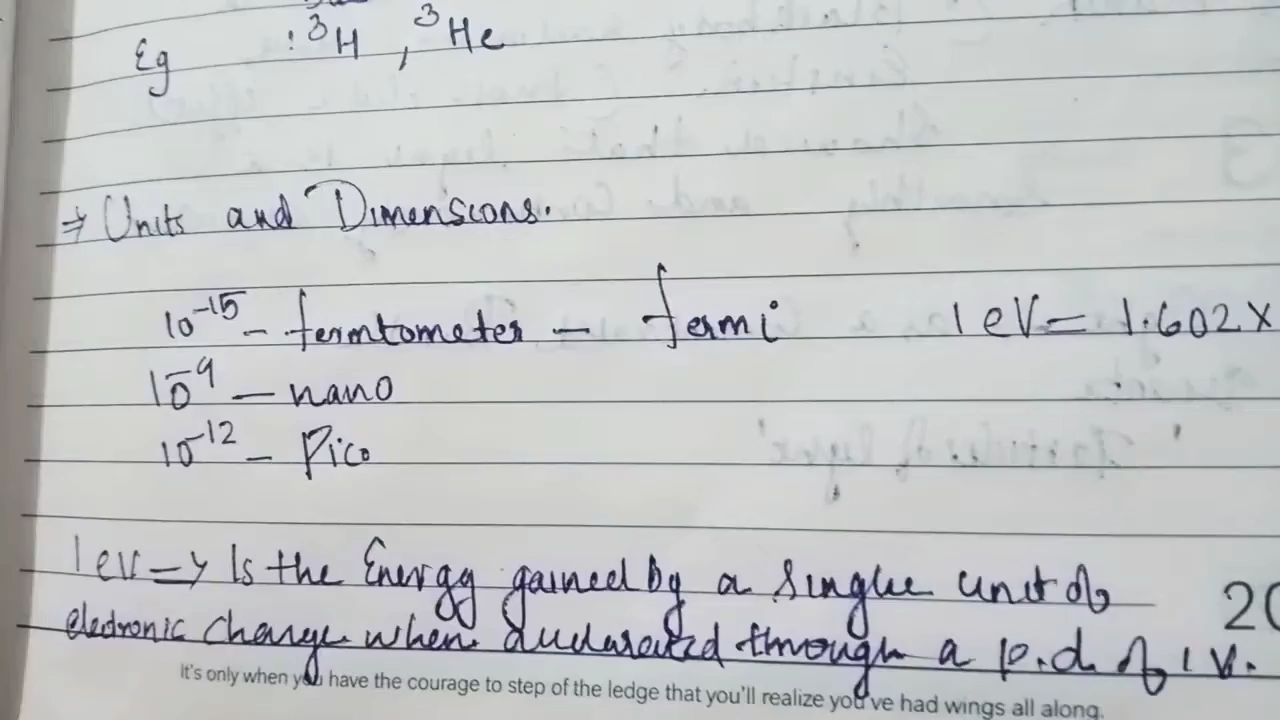 Eg : ³H , ³He
⇒ Units and Dimensions.
10⁻¹⁵ – fermtometer – fermi 1 eV = 1.602 ×
10⁻⁹ – nano
10⁻¹² – Pico
1 eV → Is the Energy gained by a Single unit of
electronic Charge when through a p.d. of 1 V.
20
It's only when you have the courage to step of the ledge that you'll realize you've had wings all along.